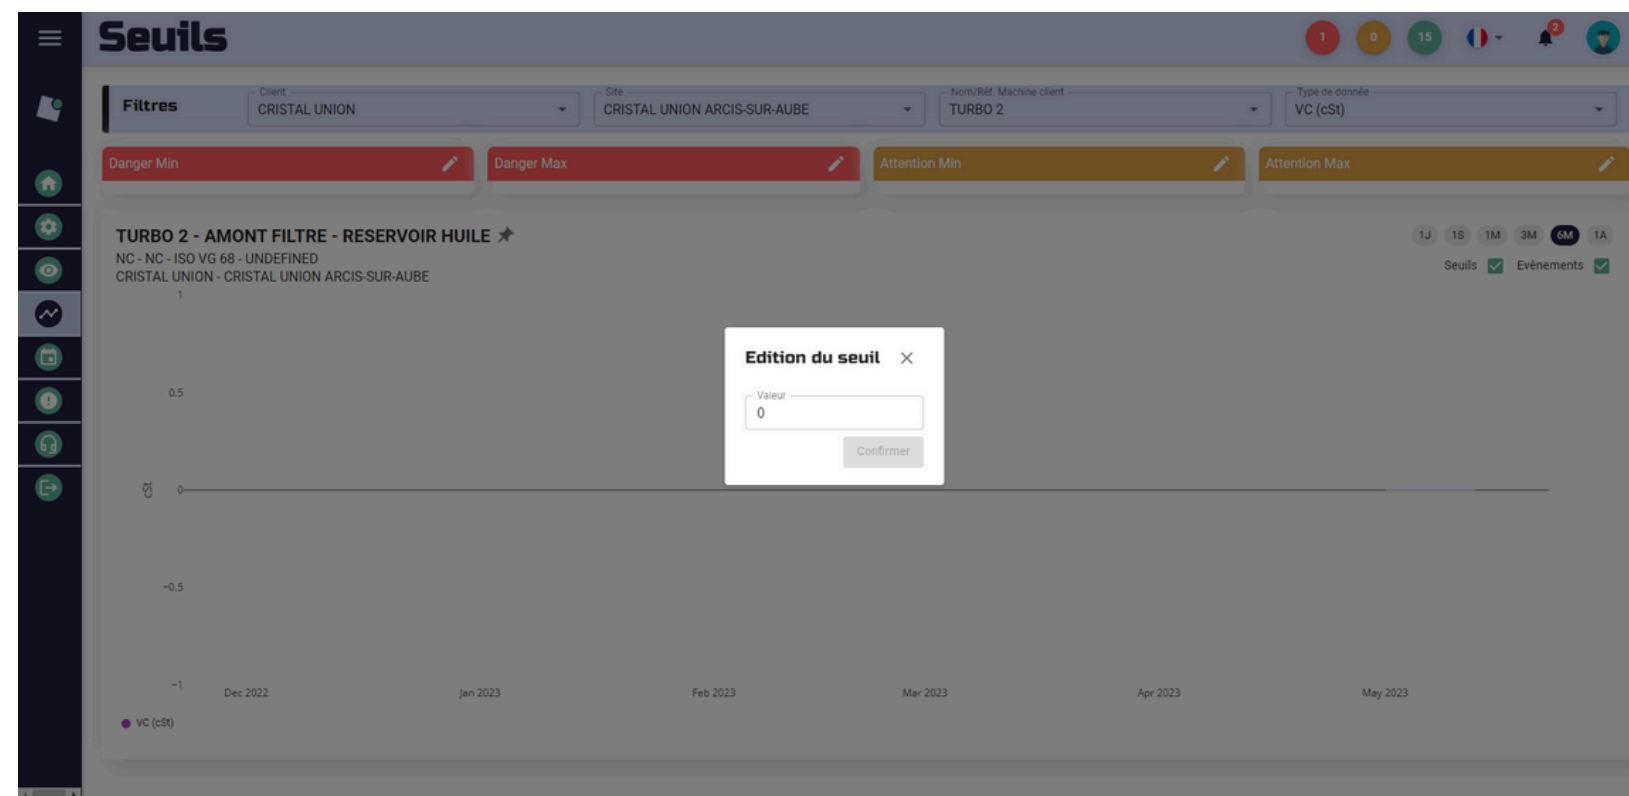 Seuils
1
0
15
2
Filtres
Client
CRISTAL UNION
Site
CRISTAL UNION ARCIS-SUR-AUBE
Nom/Réf. Machine client
TURBO 2
Type de donnée
VC (cSt)
Danger Min
Danger Max
Attention Min
Attention Max
TURBO 2 - AMONT FILTRE - RESERVOIR HUILE
1J 1S 1M 3M 6M 1A
NC - NC - ISO VG 68 - UNDEFINED
Seuils Evènements
CRISTAL UNION - CRISTAL UNION ARCIS-SUR-AUBE
1
Edition du seuil
Valeur
0
Confirmer
0.5
cSt
0
−0.5
−1
Dec 2022 Jan 2023 Feb 2023 Mar 2023 Apr 2023 May 2023
VC (cSt)